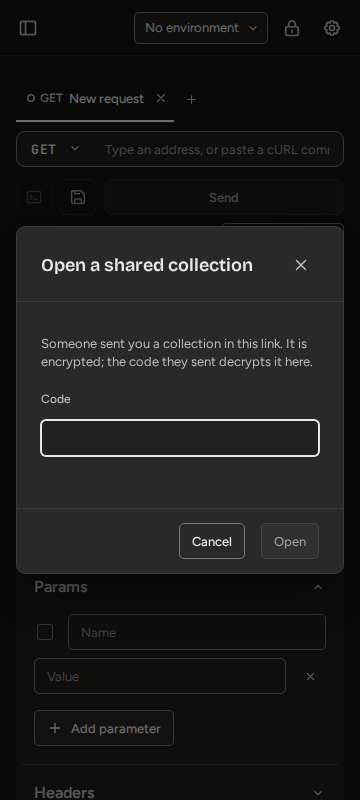 No environment
GET New request
GET Type an address, or paste a cURL comm
Send
Open a shared collection
Someone sent you a collection in this link. It is
encrypted; the code they sent decrypts it here.
Code
Cancel
Open
Params
Name
Value
Add parameter
Headers